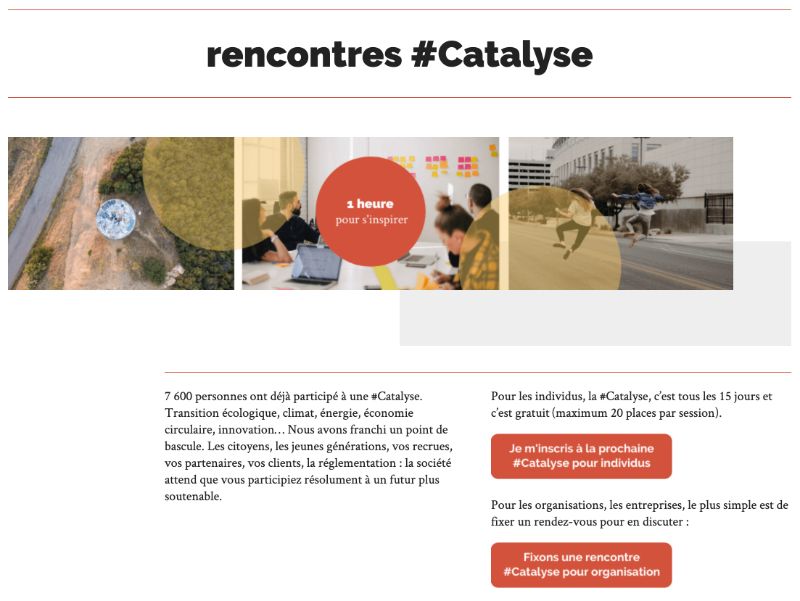 rencontres #Catalyse
1 heure
pour s'inspirer
7 600 personnes ont déjà participé à une #Catalyse.
Transition écologique, climat, énergie, économie
circulaire, innovation… Nous avons franchi un point de
bascule. Les citoyens, les jeunes générations, vos recrues,
vos partenaires, vos clients, la réglementation : la société
attend que vous participiez résolument à un futur plus
soutenable.
Pour les individus, la #Catalyse, c’est tous les 15 jours et
c’est gratuit (maximum 20 places par session).
Je m'inscris à la prochaine
#Catalyse pour individus
Pour les organisations, les entreprises, le plus simple est de
fixer un rendez-vous pour en discuter :
Fixons une rencontre
#Catalyse pour organisation